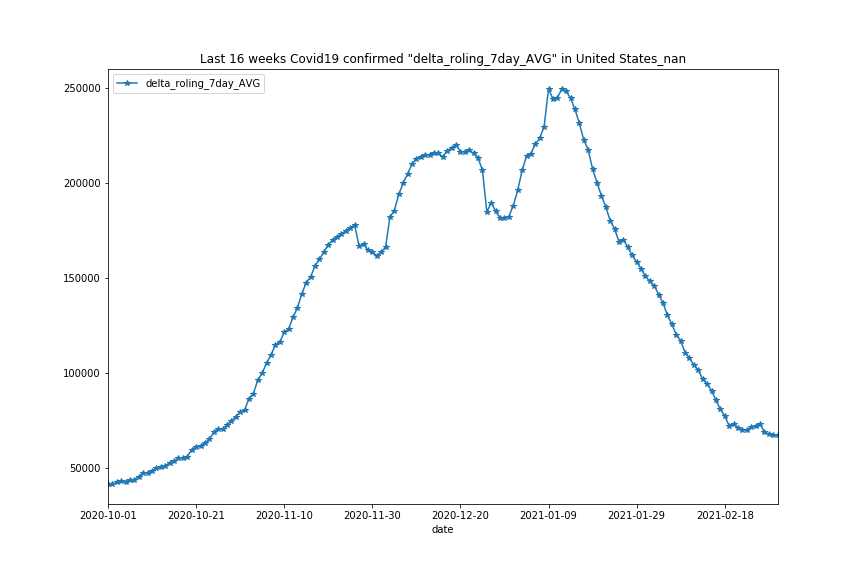 Last 16 weeks Covid19 confirmed "delta_roling_7day_AVG" in United States_nan
delta_roling_7day_AVG
250000
200000
150000
100000
50000
2020-10-01 2020-10-21 2020-11-10 2020-11-30 2020-12-20 2021-01-09 2021-01-29 2021-02-18
date